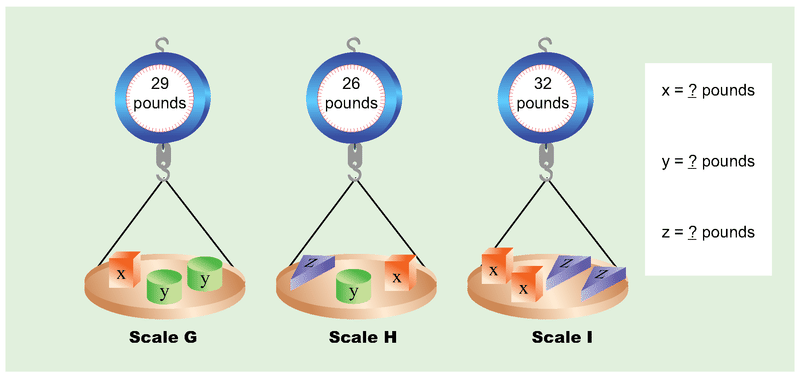 29
pounds
x
y
y
Scale G
26
pounds
z
y
x
Scale H
32
pounds
x
x
z
z
Scale I
x = ? pounds
y = ? pounds
z = ? pounds